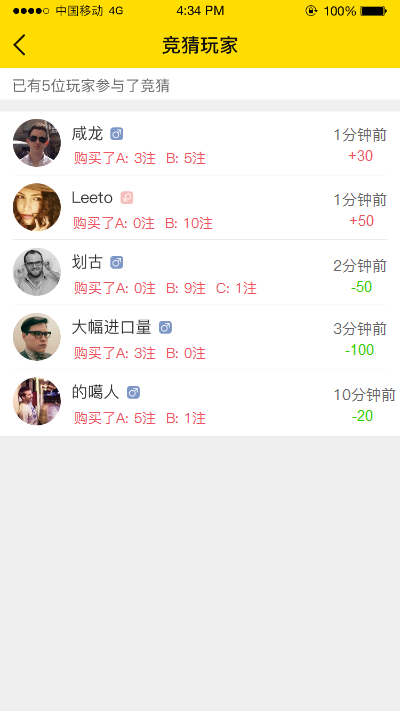 中国移动 4G 4:34 PM 100%
竞猜玩家
已有5位玩家参与了竞猜
咸龙 1分钟前
购买了A: 3注 B: 5注 +30
Leeto 1分钟前
购买了A: 0注 B: 10注 +50
划古 2分钟前
购买了A: 0注 B: 9注 C: 1注 -50
大幅进口量 3分钟前
购买了A: 3注 B: 0注 -100
的噶人 10分钟前
购买了A: 5注 B: 1注 -20